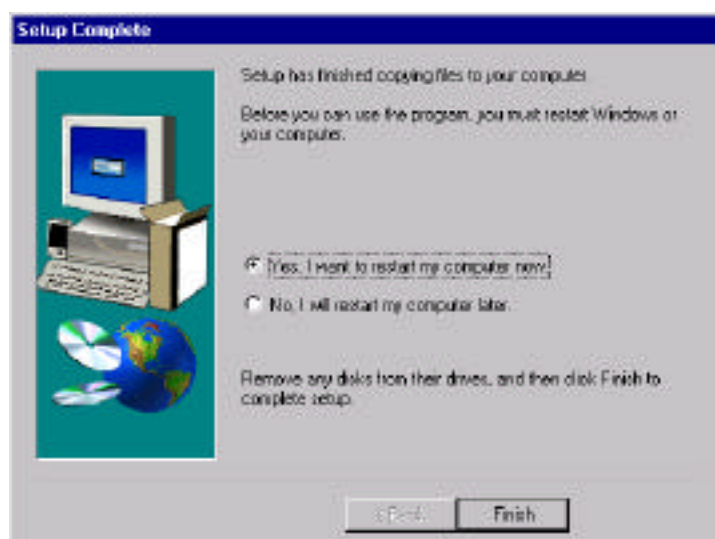 Setup Complete
Setup has finished copying files to your computer.
Before you can use the program, you must restart Windows or
your computer.
Yes, I want to restart my computer now.
No, I will restart my computer later.
Remove any disks from their drives, and then click Finish to
complete setup.
< Back
Finish